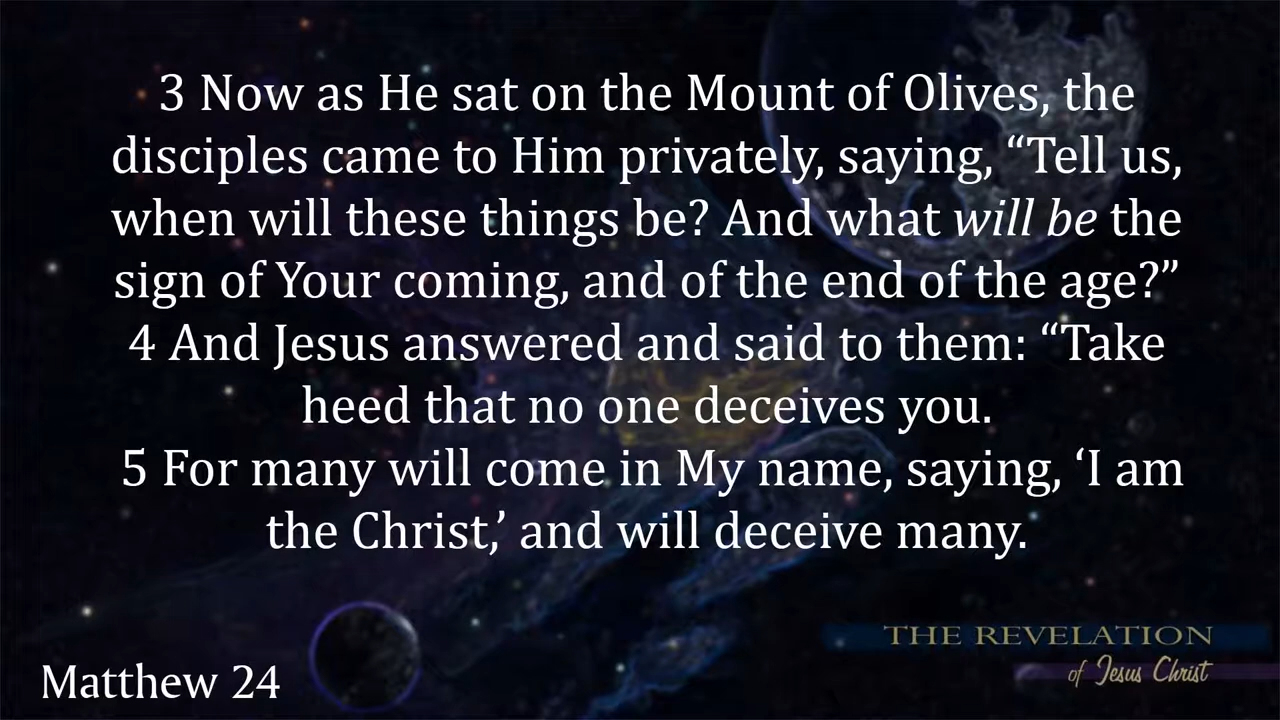 3 Now as He sat on the Mount of Olives, the
disciples came to Him privately, saying, “Tell us,
when will these things be? And what will be the
sign of Your coming, and of the end of the age?”
4 And Jesus answered and said to them: “Take
heed that no one deceives you.
5 For many will come in My name, saying, ‘I am
the Christ,’ and will deceive many.
THE REVELATION
of Jesus Christ
Matthew 24